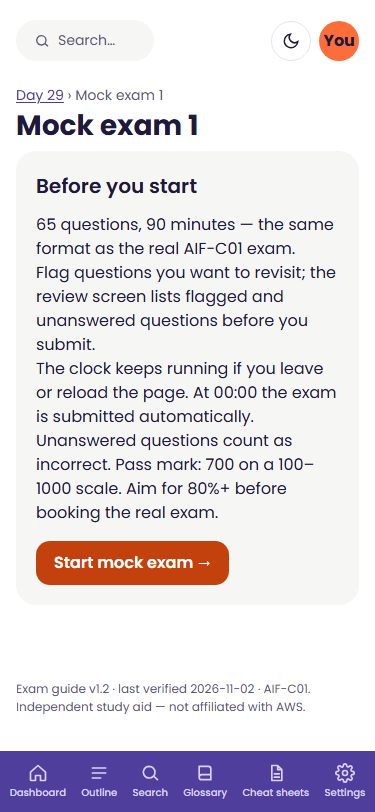 Search...
You
Day 29 › Mock exam 1
Mock exam 1
Before you start
65 questions, 90 minutes — the same
format as the real AIF-C01 exam.
Flag questions you want to revisit; the
review screen lists flagged and
unanswered questions before you
submit.
The clock keeps running if you leave
or reload the page. At 00:00 the exam
is submitted automatically.
Unanswered questions count as
incorrect. Pass mark: 700 on a 100–
1000 scale. Aim for 80%+ before
booking the real exam.
Start mock exam →
Exam guide v1.2 · last verified 2026-11-02 · AIF-C01.
Independent study aid — not affiliated with AWS.
Dashboard Outline Search Glossary Cheat sheets Settings